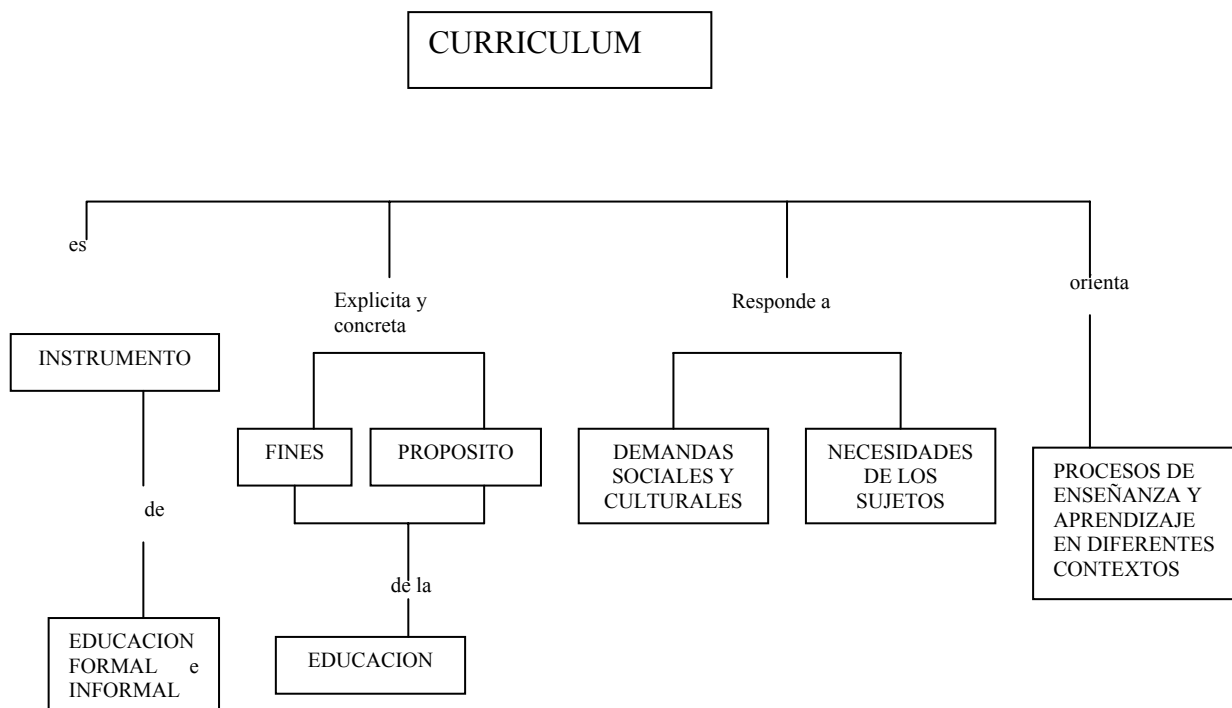 CURRICULUM
es
Explicita y
concreta
Responde a
orienta
INSTRUMENTO
FINES
PROPOSITO
DEMANDAS
SOCIALES Y
CULTURALES
NECESIDADES
DE LOS
SUJETOS
PROCESOS DE
ENSEÑANZA Y
APRENDIZAJE
EN DIFERENTES
CONTEXTOS
de
de la
EDUCACION
FORMAL e
INFORMAL
EDUCACION